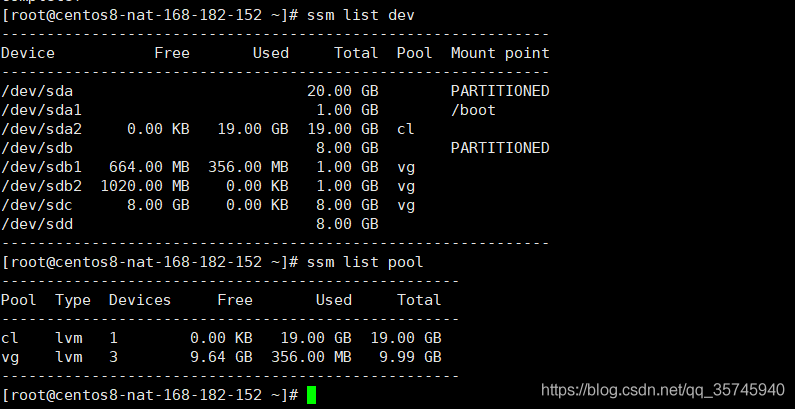 [root@centos8-nat-168-182-152 ~]# ssm list dev
--------------------------------------------------------------
Device           Free       Used      Total  Pool  Mount point
--------------------------------------------------------------
/dev/sda                           20.00 GB        PARTITIONED
/dev/sda1                           1.00 GB        /boot
/dev/sda2     0.00 KB   19.00 GB   19.00 GB  cl
/dev/sdb                            8.00 GB        PARTITIONED
/dev/sdb1   664.00 MB  356.00 MB    1.00 GB  vg
/dev/sdb2  1020.00 MB    0.00 KB    1.00 GB  vg
/dev/sdc      8.00 GB    0.00 KB    8.00 GB  vg
/dev/sdd                            8.00 GB
--------------------------------------------------------------
[root@centos8-nat-168-182-152 ~]# ssm list pool
---------------------------------------------------
Pool  Type  Devices     Free       Used     Total
---------------------------------------------------
cl    lvm   1        0.00 KB   19.00 GB  19.00 GB
vg    lvm   3        9.64 GB  356.00 MB   9.99 GB
---------------------------------------------------
[root@centos8-nat-168-182-152 ~]#
https://blog.csdn.net/qq_35745940